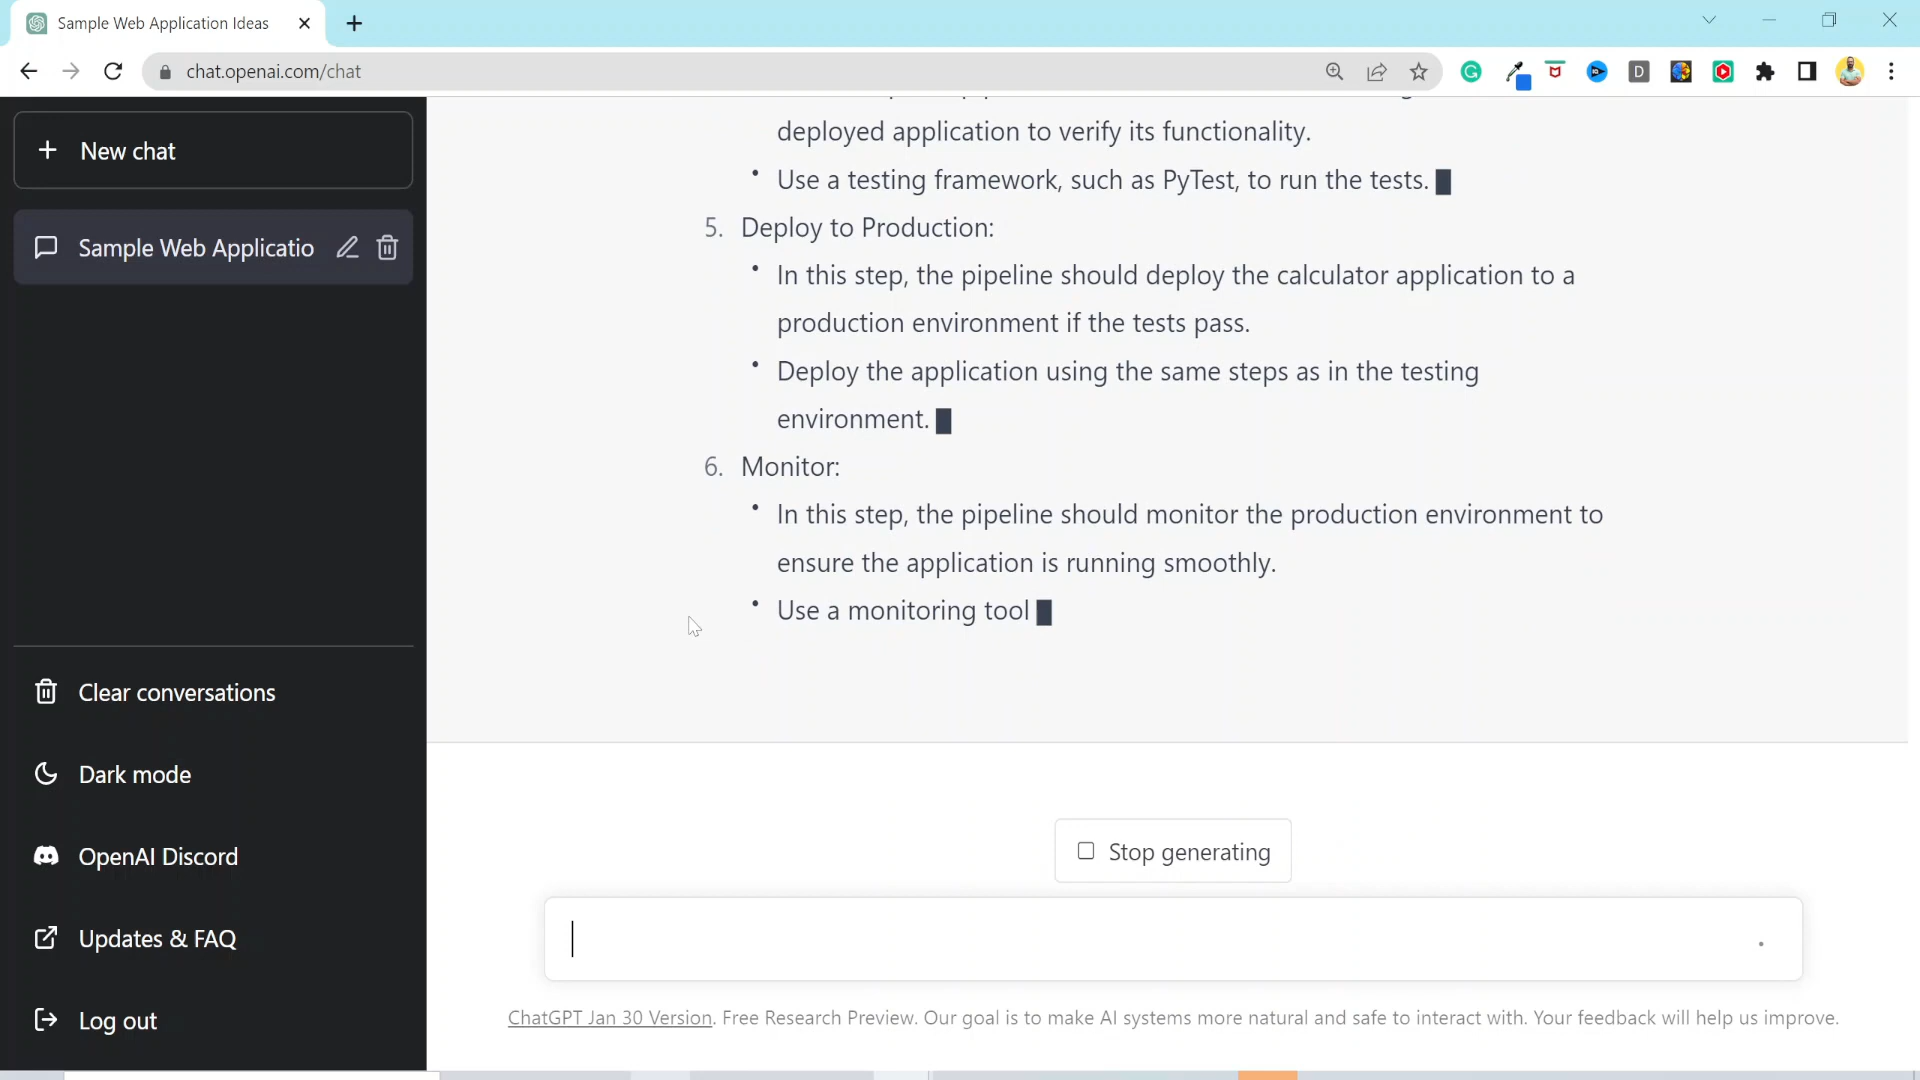 Sample Web Application Ideas
chat.openai.com/chat
D
New chat
Sample Web Applicatio
Clear conversations
Dark mode
OpenAI Discord
Updates & FAQ
Log out
deployed application to verify its functionality.
• Use a testing framework, such as PyTest, to run the tests.
5. Deploy to Production:
• In this step, the pipeline should deploy the calculator application to a
production environment if the tests pass.
• Deploy the application using the same steps as in the testing
environment.
6. Monitor:
• In this step, the pipeline should monitor the production environment to
ensure the application is running smoothly.
• Use a monitoring tool
Stop generating
ChatGPT Jan 30 Version. Free Research Preview. Our goal is to make AI systems more natural and safe to interact with. Your feedback will help us improve.